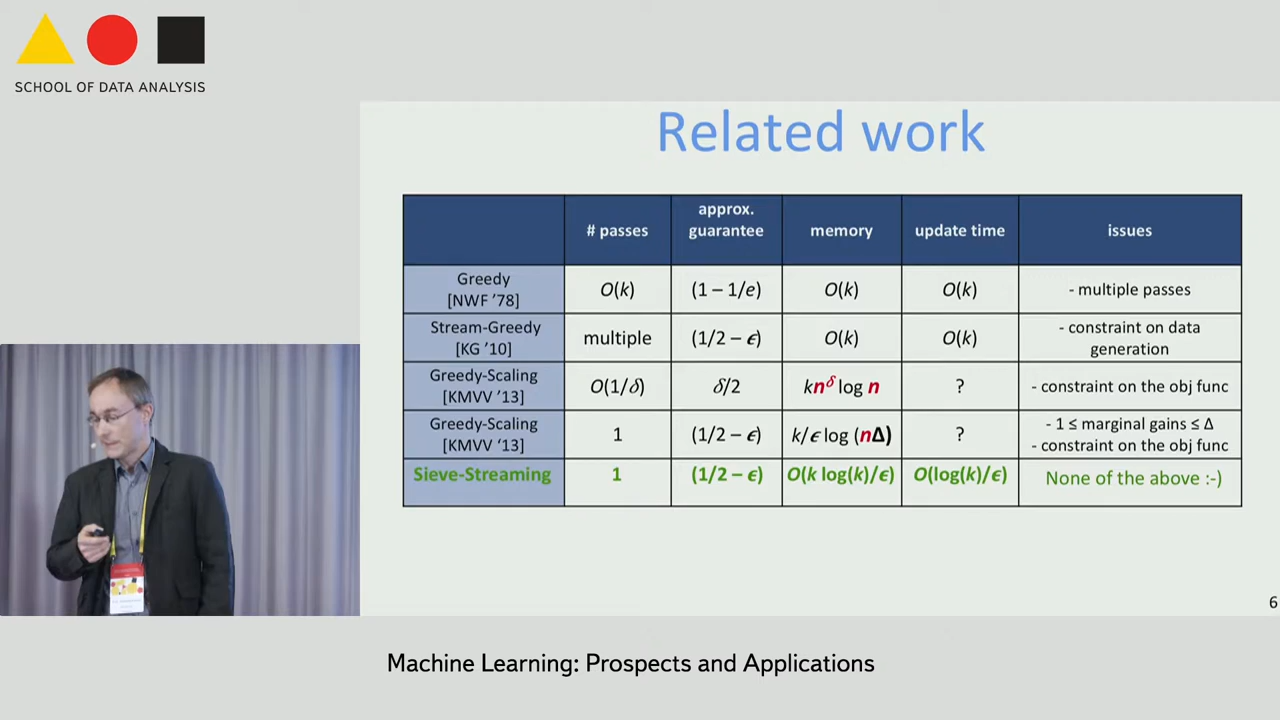 SCHOOL OF DATA ANALYSIS
Related work
# passes
approx.
guarantee
memory
update time
issues
Greedy
[NWF ’78]
O(k)
(1 – 1/e)
O(k)
O(k)
- multiple passes
Stream-Greedy
[KG ’10]
multiple
(1/2 – ϵ)
O(k)
O(k)
- constraint on data
generation
Greedy-Scaling
[KMVV ’13]
O(1/δ)
δ/2
kn^δ log n
?
- constraint on the obj func
Greedy-Scaling
[KMVV ‘13]
1
(1/2 – ϵ)
k/ϵ log (nΔ)
?
- 1 ≤ marginal gains ≤ Δ
- constraint on the obj func
Sieve-Streaming
1
(1/2 – ϵ)
O(k log(k)/ϵ)
O(log(k)/ϵ)
None of the above :-)
6
Machine Learning: Prospects and Applications